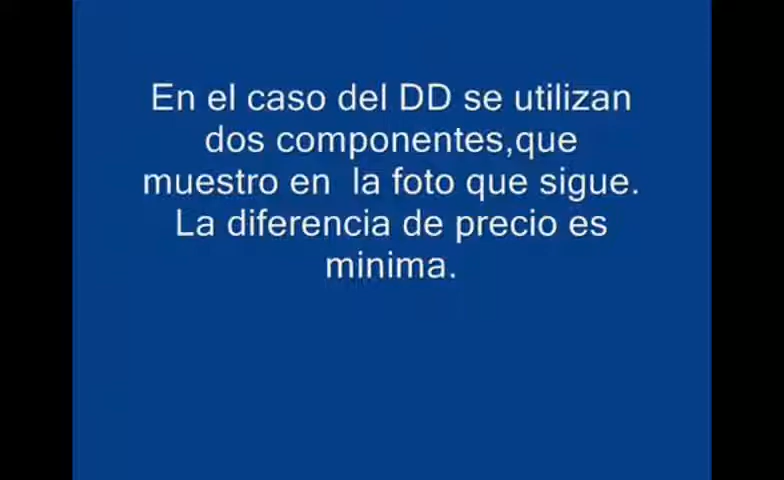 En el caso del DD se utilizan
dos componentes,que
muestro en  la foto que sigue.
La diferencia de precio es
minima.